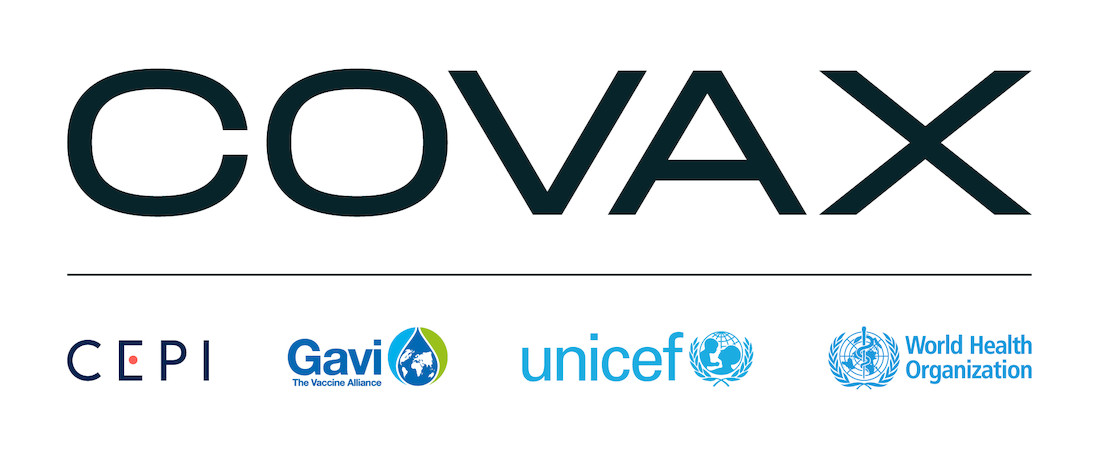 COVAX
CEPI
Gavi
The Vaccine Alliance
unicef
World Health
Organization